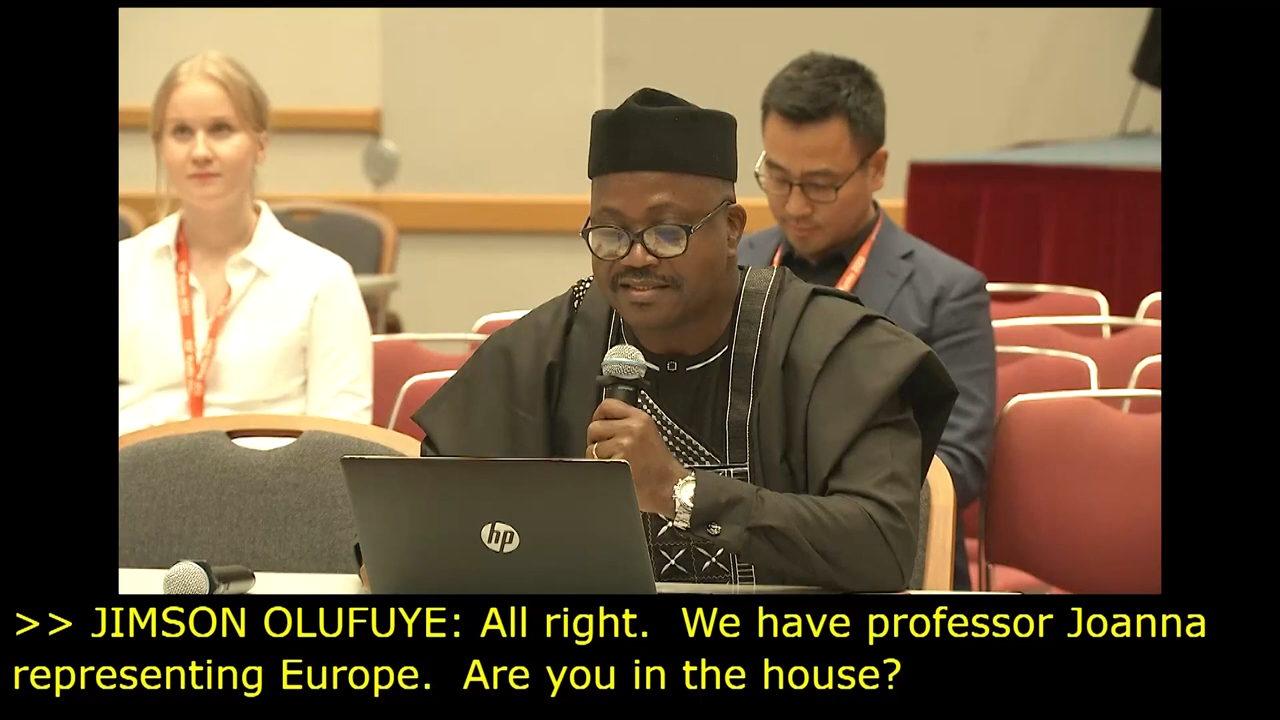 hp
>> JIMSON OLUFUYE: All right.  We have professor Joanna
representing Europe.  Are you in the house?